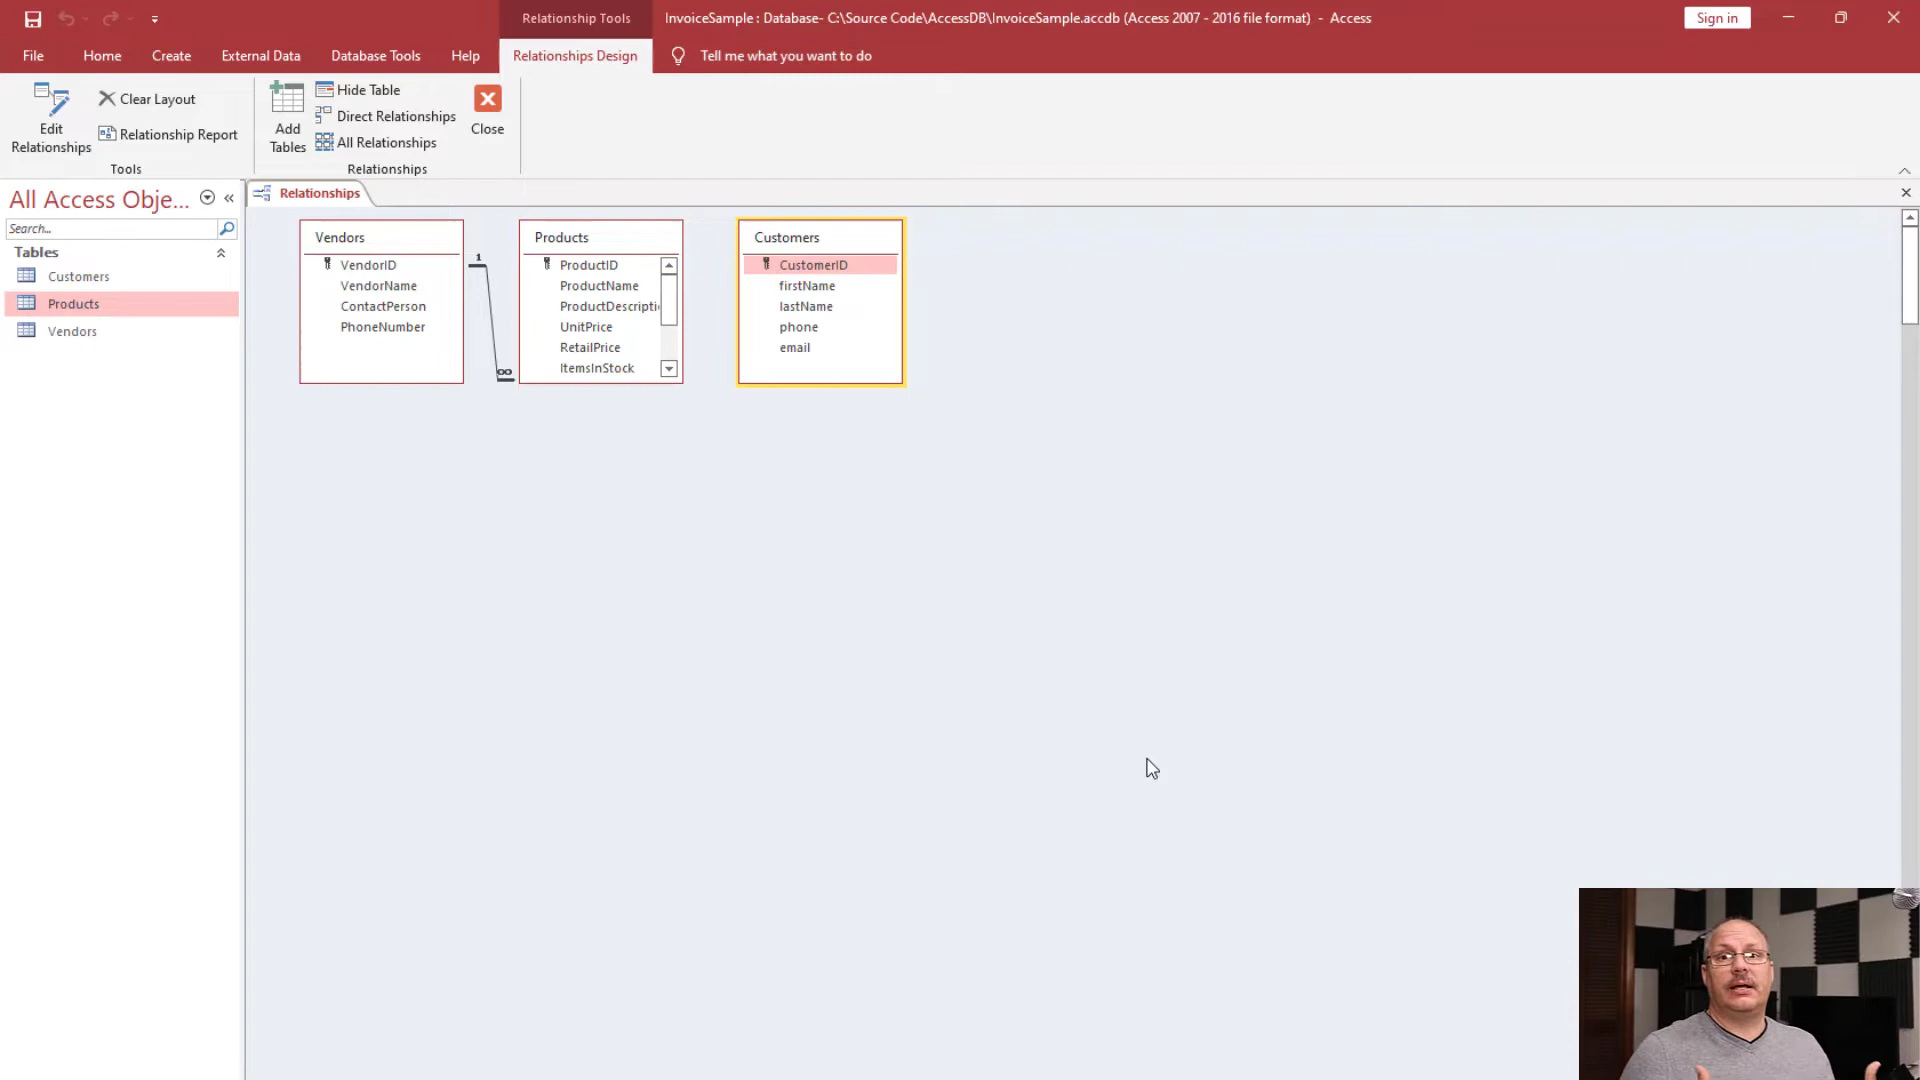 Relationship Tools
InvoiceSample : Database- C:\Source Code\AccessDB\InvoiceSample.accdb (Access 2007 - 2016 file format) - Access
Sign in
File
Home
Create
External Data
Database Tools
Help
Relationships Design
Tell me what you want to do
Edit
Relationships
Clear Layout
Relationship Report
Tools
Add
Tables
Hide Table
Direct Relationships
All Relationships
Close
Relationships
All Access Obje...
Search...
Tables
Customers
Products
Vendors
Relationships
Vendors
VendorID
VendorName
ContactPerson
PhoneNumber
1
∞
Products
ProductID
ProductName
ProductDescripti
UnitPrice
RetailPrice
ItemsInStock
Customers
CustomerID
firstName
lastName
phone
email